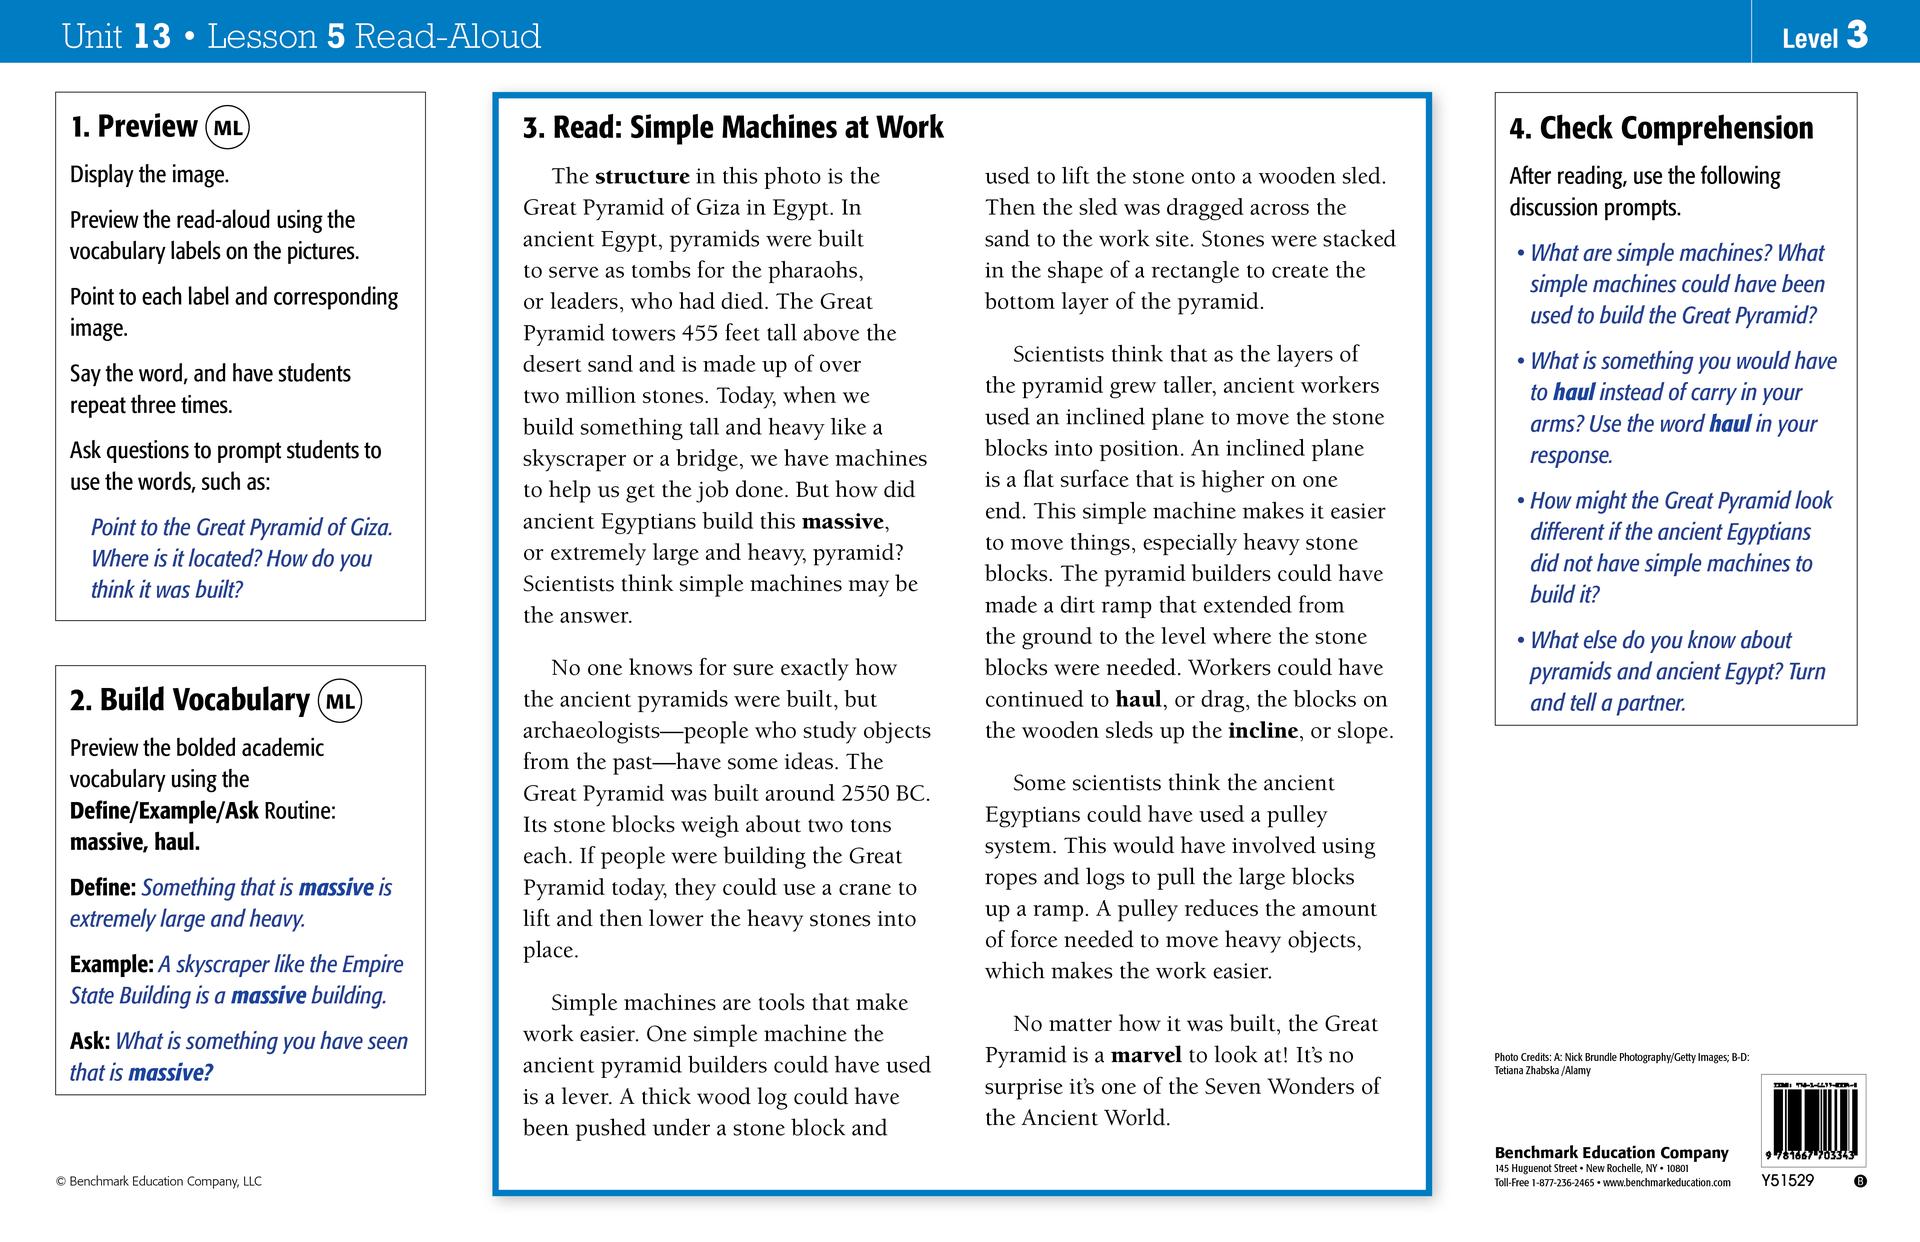 Unit 13 • Lesson 5 Read-Aloud
Level 3
1. Preview ML
Display the image.
Preview the read-aloud using the
vocabulary labels on the pictures.
Point to each label and corresponding
image.
Say the word, and have students
repeat three times.
Ask questions to prompt students to
use the words, such as:
Point to the Great Pyramid of Giza.
Where is it located? How do you
think it was built?
2. Build Vocabulary ML
Preview the bolded academic
vocabulary using the
Define/Example/Ask Routine:
massive, haul.
Define: Something that is massive is
extremely large and heavy.
Example: A skyscraper like the Empire
State Building is a massive building.
Ask: What is something you have seen
that is massive?
© Benchmark Education Company, LLC
3. Read: Simple Machines at Work
The structure in this photo is the
Great Pyramid of Giza in Egypt. In
ancient Egypt, pyramids were built
to serve as tombs for the pharaohs,
or leaders, who had died. The Great
Pyramid towers 455 feet tall above the
desert sand and is made up of over
two million stones. Today, when we
build something tall and heavy like a
skyscraper or a bridge, we have machines
to help us get the job done. But how did
ancient Egyptians build this massive,
or extremely large and heavy, pyramid?
Scientists think simple machines may be
the answer.
No one knows for sure exactly how
the ancient pyramids were built, but
archaeologists—people who study objects
from the past—have some ideas. The
Great Pyramid was built around 2550 BC.
Its stone blocks weigh about two tons
each. If people were building the Great
Pyramid today, they could use a crane to
lift and then lower the heavy stones into
place.
Simple machines are tools that make
work easier. One simple machine the
ancient pyramid builders could have used
is a lever. A thick wood log could have
been pushed under a stone block and
used to lift the stone onto a wooden sled.
Then the sled was dragged across the
sand to the work site. Stones were stacked
in the shape of a rectangle to create the
bottom layer of the pyramid.
Scientists think that as the layers of
the pyramid grew taller, ancient workers
used an inclined plane to move the stone
blocks into position. An inclined plane
is a flat surface that is higher on one
end. This simple machine makes it easier
to move things, especially heavy stone
blocks. The pyramid builders could have
made a dirt ramp that extended from
the ground to the level where the stone
blocks were needed. Workers could have
continued to haul, or drag, the blocks on
the wooden sleds up the incline, or slope.
Some scientists think the ancient
Egyptians could have used a pulley
system. This would have involved using
ropes and logs to pull the large blocks
up a ramp. A pulley reduces the amount
of force needed to move heavy objects,
which makes the work easier.
No matter how it was built, the Great
Pyramid is a marvel to look at! It's no
surprise it's one of the Seven Wonders of
the Ancient World.
4. Check Comprehension
After reading, use the following
discussion prompts.
• What are simple machines? What
simple machines could have been
used to build the Great Pyramid?
• What is something you would have
to haul instead of carry in your
arms? Use the word haul in your
response.
• How might the Great Pyramid look
different if the ancient Egyptians
did not have simple machines to
build it?
• What else do you know about
pyramids and ancient Egypt? Turn
and tell a partner.
Photo Credits: A: Nick Brundle Photography/Getty Images; B-D:
Tetiana Zhabska /Alamy
Benchmark Education Company
145 Huguenot Street • New Rochelle, NY • 10801
Toll-Free 1-877-236-2465 • www.benchmarkeducation.com
9 781667 703343
Y51529
B